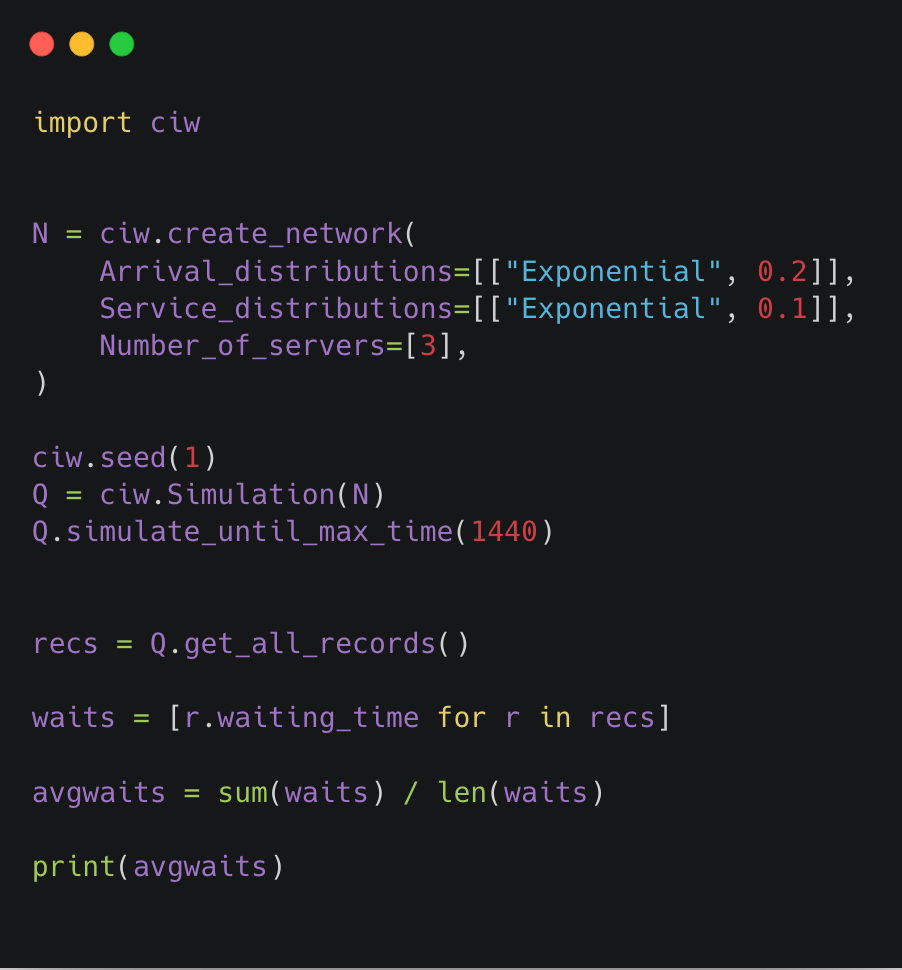 import ciw
N = ciw.create_network(
    Arrival_distributions=[["Exponential", 0.2]],
    Service_distributions=[["Exponential", 0.1]],
    Number_of_servers=[3],
)
ciw.seed(1)
Q = ciw.Simulation(N)
Q.simulate_until_max_time(1440)
recs = Q.get_all_records()
waits = [r.waiting_time for r in recs]
avgwaits = sum(waits) / len(waits)
print(avgwaits)